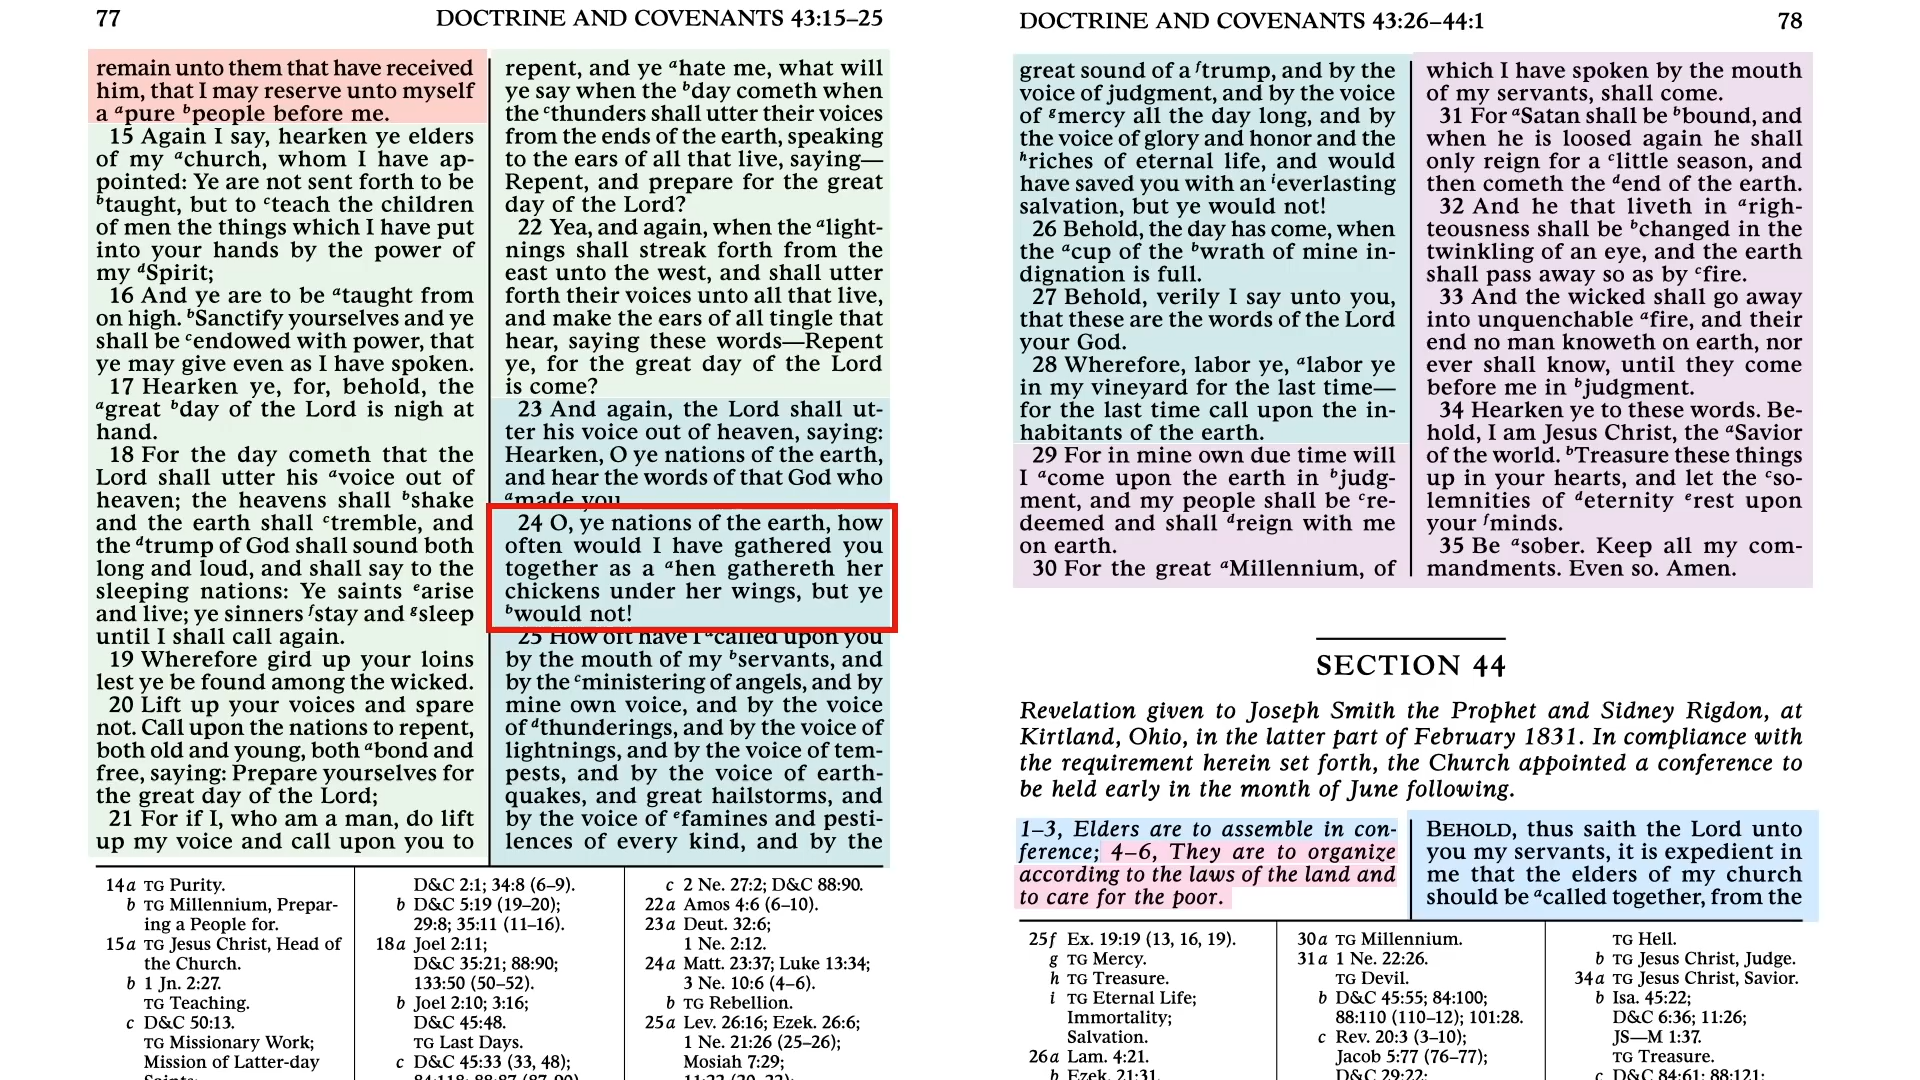 77
DOCTRINE AND COVENANTS 43:15–25
remain unto them that have received
him, that I may reserve unto myself
a apure bpeople before me.
15 Again I say, hearken ye elders
of my achurch, whom I have ap-
pointed: Ye are not sent forth to be
btaught, but to cteach the children
of men the things which I have put
into your hands by the power of
my dSpirit;
16 And ye are to be ataught from
on high. bSanctify yourselves and ye
shall be cendowed with power, that
ye may give even as I have spoken.
17 Hearken ye, for, behold, the
agreat bday of the Lord is nigh at
hand.
18 For the day cometh that the
Lord shall utter his avoice out of
heaven; the heavens shall bshake
and the earth shall ctremble, and
the dtrump of God shall sound both
long and loud, and shall say to the
sleeping nations: Ye saints earise
and live; ye sinners fstay and gsleep
until I shall call again.
19 Wherefore gird up your loins
lest ye be found among the wicked.
20 Lift up your voices and spare
not. Call upon the nations to repent,
both old and young, both abond and
free, saying: Prepare yourselves for
the great day of the Lord;
21 For if I, who am a man, do lift
up my voice and call upon you to
repent, and ye ahate me, what will
ye say when the bday cometh when
the cthunders shall utter their voices
from the ends of the earth, speaking
to the ears of all that live, saying—
Repent, and prepare for the great
day of the Lord?
22 Yea, and again, when the alight-
nings shall streak forth from the
east unto the west, and shall utter
forth their voices unto all that live,
and make the ears of all tingle that
hear, saying these words—Repent
ye, for the great day of the Lord
is come?
23 And again, the Lord shall ut-
ter his voice out of heaven, saying:
Hearken, O ye nations of the earth,
and hear the words of that God who
amade you.
24 O, ye nations of the earth, how
often would I have gathered you
together as a ahen gathereth her
chickens under her wings, but ye
bwould not!
25 How oft have I acalled upon you
by the mouth of my bservants, and
by the cministering of angels, and by
mine own voice, and by the voice
of dthunderings, and by the voice of
lightnings, and by the voice of tem-
pests, and by the voice of earth-
quakes, and great hailstorms, and
by the voice of efamines and pesti-
lences of every kind, and by the
14a TG Purity.
b TG Millennium, Prepar-
ing a People for.
15a TG Jesus Christ, Head of
the Church.
b 1 Jn. 2:27.
TG Teaching.
c D&C 50:13.
TG Missionary Work;
Mission of Latter-day
D&C 2:1; 34:8 (6–9).
b D&C 5:19 (19–20);
29:8; 35:11 (11–16).
18a Joel 2:11;
D&C 35:21; 88:90;
133:50 (50–52).
b Joel 2:10; 3:16;
D&C 45:48.
TG Last Days.
c D&C 45:33 (33, 48);
c 2 Ne. 27:2; D&C 88:90.
22a Amos 4:6 (6–10).
23a Deut. 32:6;
1 Ne. 2:12.
24a Matt. 23:37; Luke 13:34;
3 Ne. 10:6 (4–6).
b TG Rebellion.
25a Lev. 26:16; Ezek. 26:6;
1 Ne. 21:26 (25–26);
Mosiah 7:29;
DOCTRINE AND COVENANTS 43:26–44:1
78
great sound of a ftrump, and by the
voice of judgment, and by the voice
of gmercy all the day long, and by
the voice of glory and honor and the
hriches of eternal life, and would
have saved you with an ieverlasting
salvation, but ye would not!
26 Behold, the day has come, when
the acup of the bwrath of mine in-
dignation is full.
27 Behold, verily I say unto you,
that these are the words of the Lord
your God.
28 Wherefore, labor ye, alabor ye
in my vineyard for the last time—
for the last time call upon the in-
habitants of the earth.
29 For in mine own due time will
I acome upon the earth in bjudg-
ment, and my people shall be cre-
deemed and shall dreign with me
on earth.
30 For the great aMillennium, of
which I have spoken by the mouth
of my servants, shall come.
31 For aSatan shall be bbound, and
when he is loosed again he shall
only reign for a clittle season, and
then cometh the dend of the earth.
32 And he that liveth in arigh-
teousness shall be bchanged in the
twinkling of an eye, and the earth
shall pass away so as by cfire.
33 And the wicked shall go away
into unquenchable afire, and their
end no man knoweth on earth, nor
ever shall know, until they come
before me in bjudgment.
34 Hearken ye to these words. Be-
hold, I am Jesus Christ, the aSavior
of the world. bTreasure these things
up in your hearts, and let the cso-
lemnities of deternity erest upon
your fminds.
35 Be asober. Keep all my com-
mandments. Even so. Amen.
SECTION 44
Revelation given to Joseph Smith the Prophet and Sidney Rigdon, at
Kirtland, Ohio, in the latter part of February 1831. In compliance with
the requirement herein set forth, the Church appointed a conference to
be held early in the month of June following.
1–3, Elders are to assemble in con-
ference; 4–6, They are to organize
according to the laws of the land and
to care for the poor.
BEHOLD, thus saith the Lord unto
you my servants, it is expedient in
me that the elders of my church
should be acalled together, from the
25f Ex. 19:19 (13, 16, 19).
g TG Mercy.
h TG Treasure.
i TG Eternal Life;
Immortality;
Salvation.
26a Lam. 4:21.
b Ezek. 21:31.
30a TG Millennium.
31a 1 Ne. 22:26.
TG Devil.
b D&C 45:55; 84:100;
88:110 (110–12); 101:28.
c Rev. 20:3 (3–10);
Jacob 5:77 (76–77);
D&C 29:22;
TG Hell.
b TG Jesus Christ, Judge.
34a TG Jesus Christ, Savior.
b Isa. 45:22;
D&C 6:36; 11:26;
JS—M 1:37.
TG Treasure.
c D&C 84:61; 88:121;